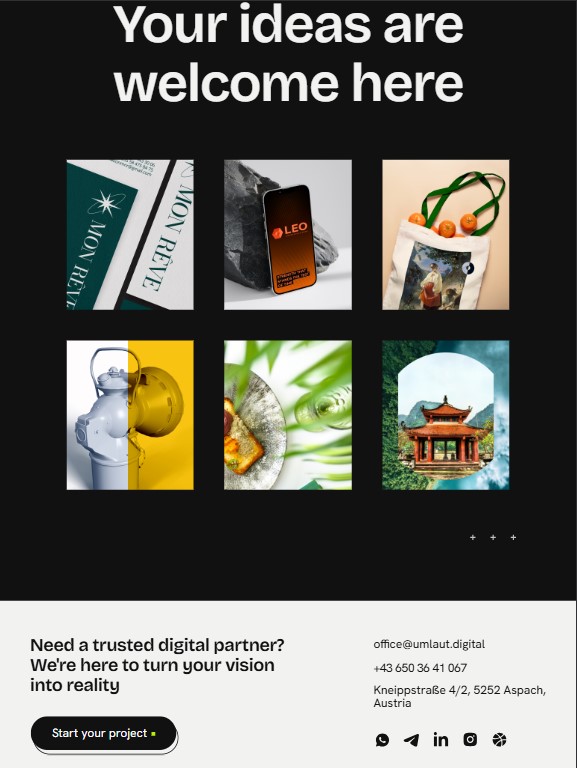 Your ideas are
welcome here
MON RÊVE
MON RÊVE
LEO
Need a trusted digital partner?
We're here to turn your vision
into reality
Start your project
office@umlaut.digital
+43 650 36 41 067
Kneippstraße 4/2, 5252 Aspach,
Austria